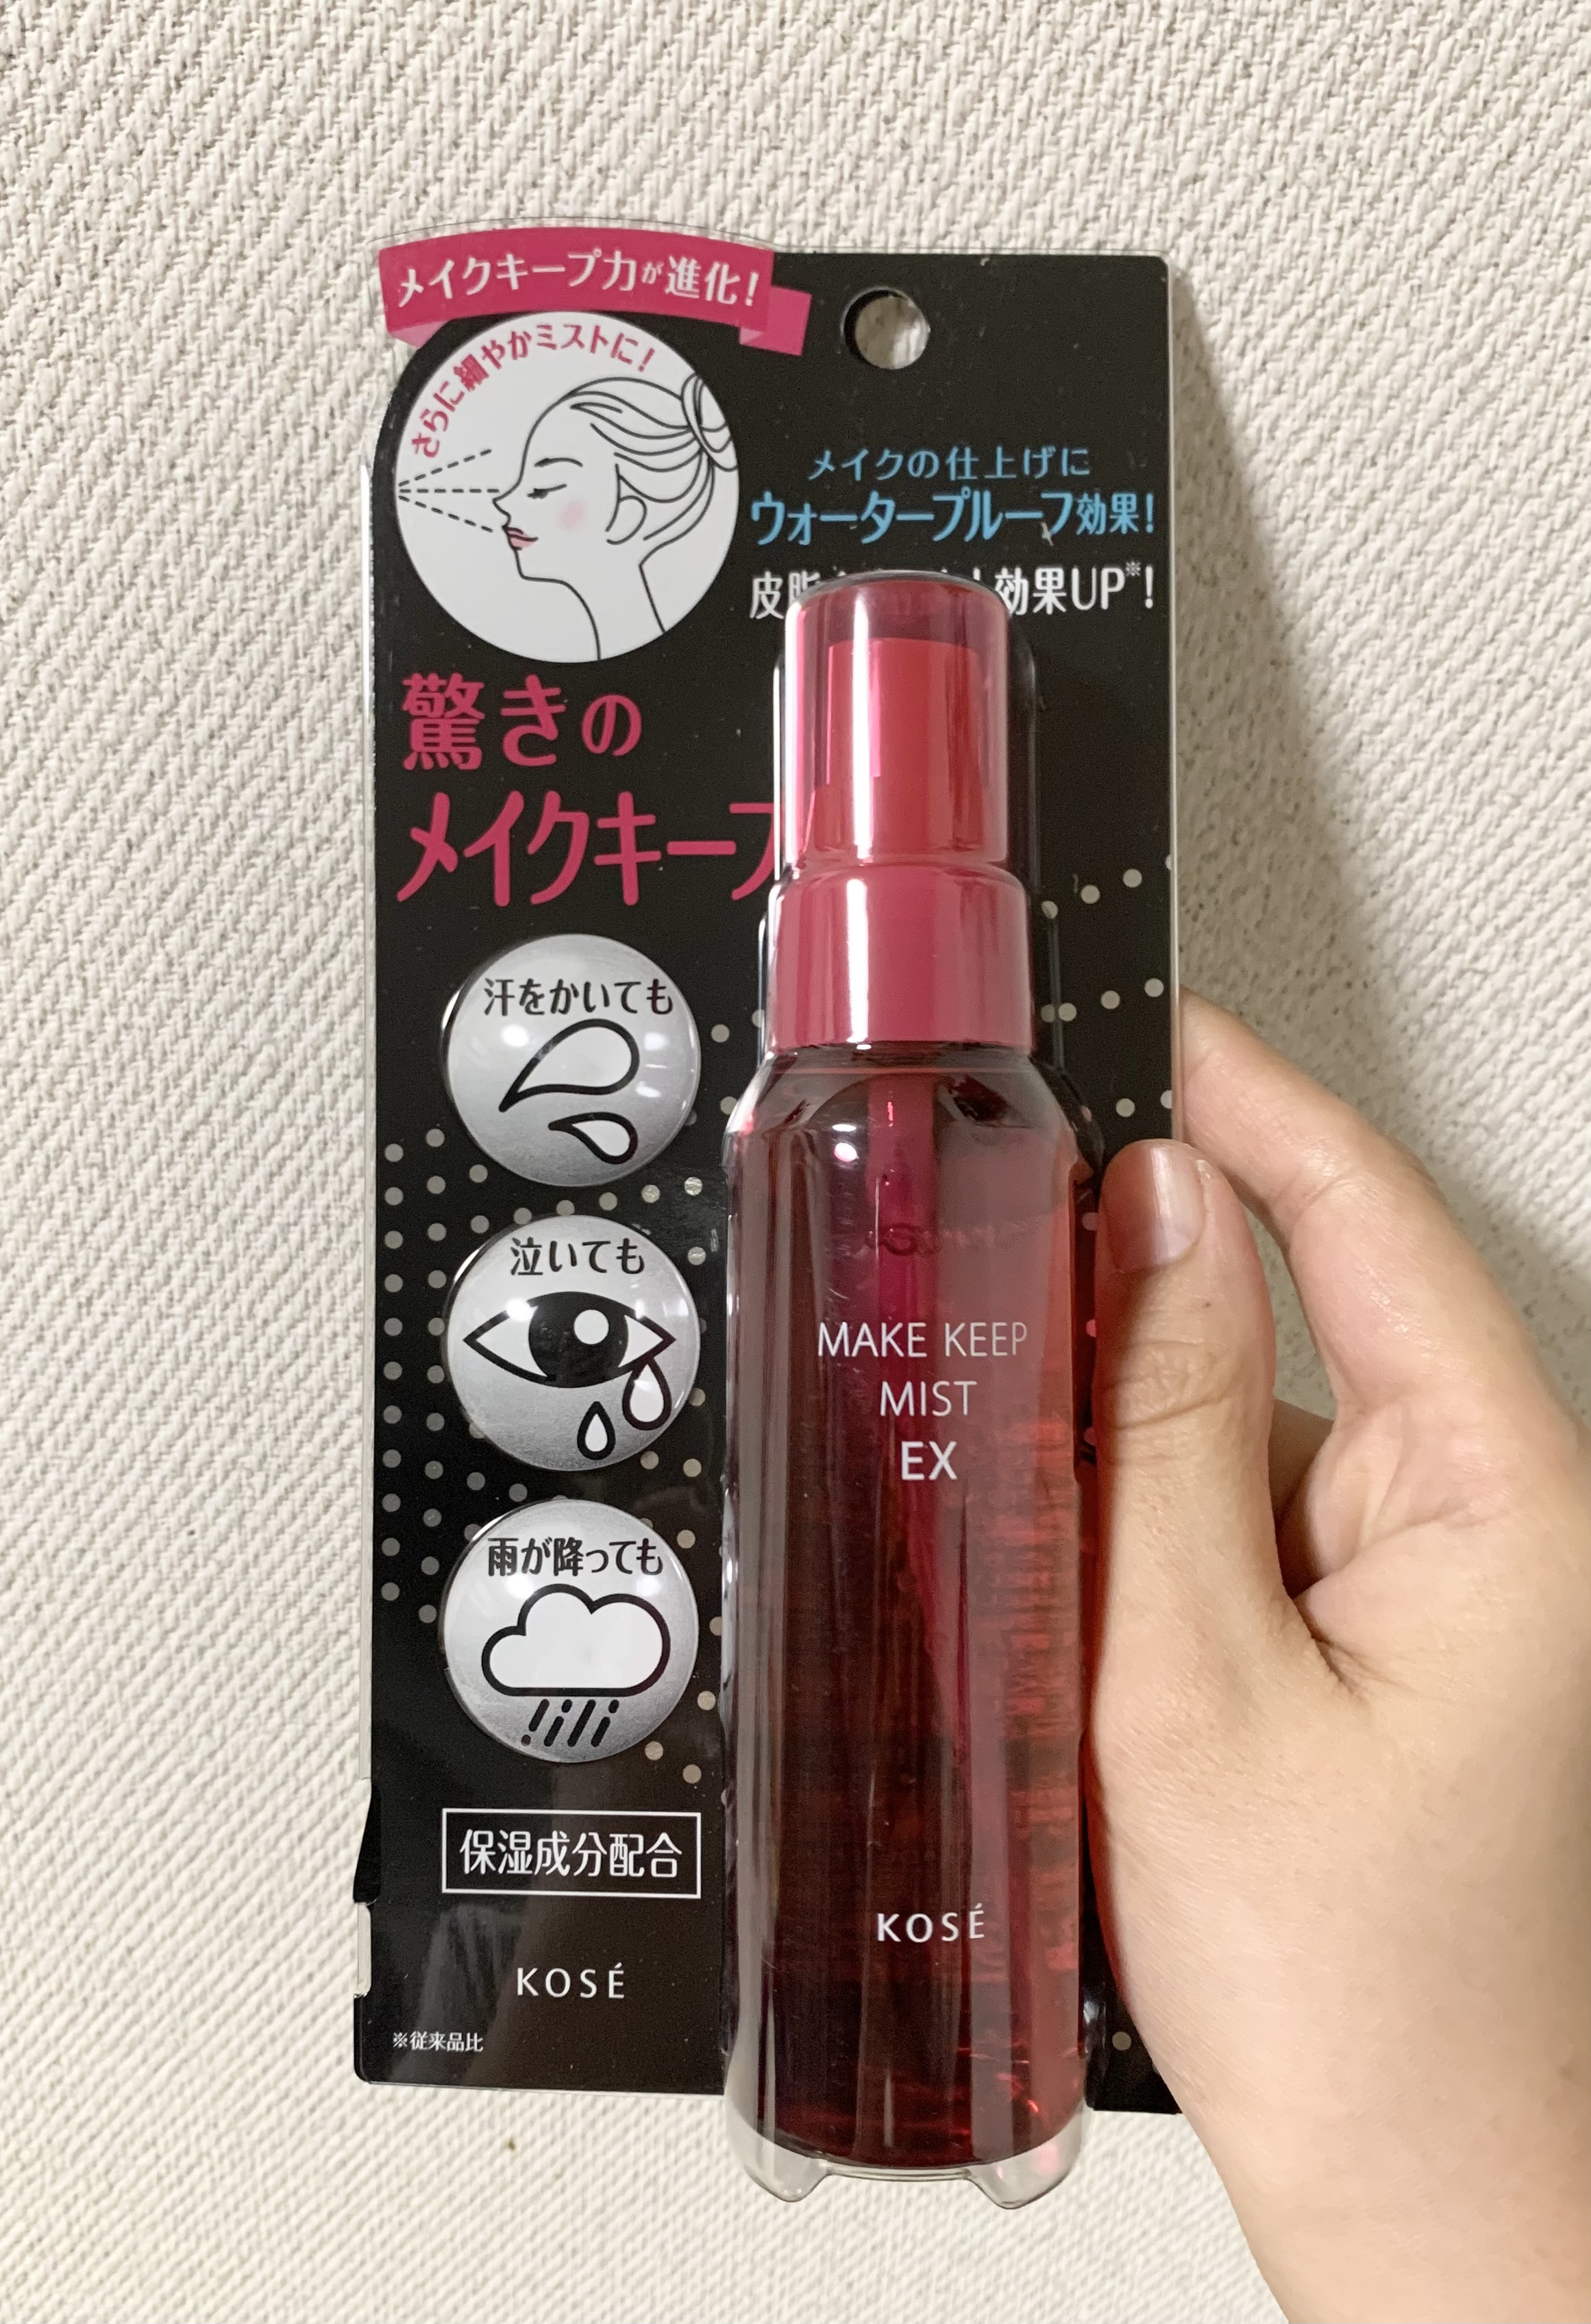 メイクキープ力が進化!
さらに細やかミストに!
メイクの仕上げに
ウォータープルーフ効果!
皮脂
効果UP※!
驚きの
メイクキープ
汗をかいても
泣いても
雨が降っても
保湿成分配合
KOSÉ
※従来品比
MAKE KEEP
MIST
EX
KOSÉ